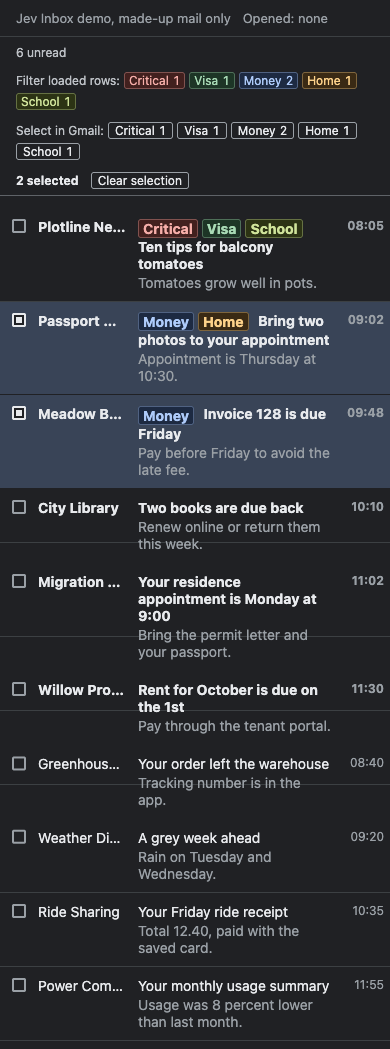 Jev Inbox demo, made-up mail only Opened: none
6 unread
Filter loaded rows: Critical 1 Visa 1 Money 2 Home 1
School 1
Select in Gmail: Critical 1 Visa 1 Money 2 Home 1
School 1
2 selected Clear selection
Plotline Ne... Critical Visa School 08:05
Ten tips for balcony
tomatoes
Tomatoes grow well in pots.
Passport ... Money Home Bring two 09:02
photos to your appointment
Appointment is Thursday at
10:30.
Meadow B... Money Invoice 128 is due 09:48
Friday
Pay before Friday to avoid the
late fee.
City Library Two books are due back 10:10
Renew online or return them
this week.
Migration ... Your residence 11:02
appointment is Monday at
9:00
Bring the permit letter and
your passport.
Willow Pro... Rent for October is due on 11:30
the 1st
Pay through the tenant portal.
Greenhous... Your order left the warehouse 08:40
Tracking number is in the
app.
Weather Di... A grey week ahead 09:20
Rain on Tuesday and
Wednesday.
Ride Sharing Your Friday ride receipt 10:35
Total 12.40, paid with the
saved card.
Power Com... Your monthly usage summary 11:55
Usage was 8 percent lower
than last month.